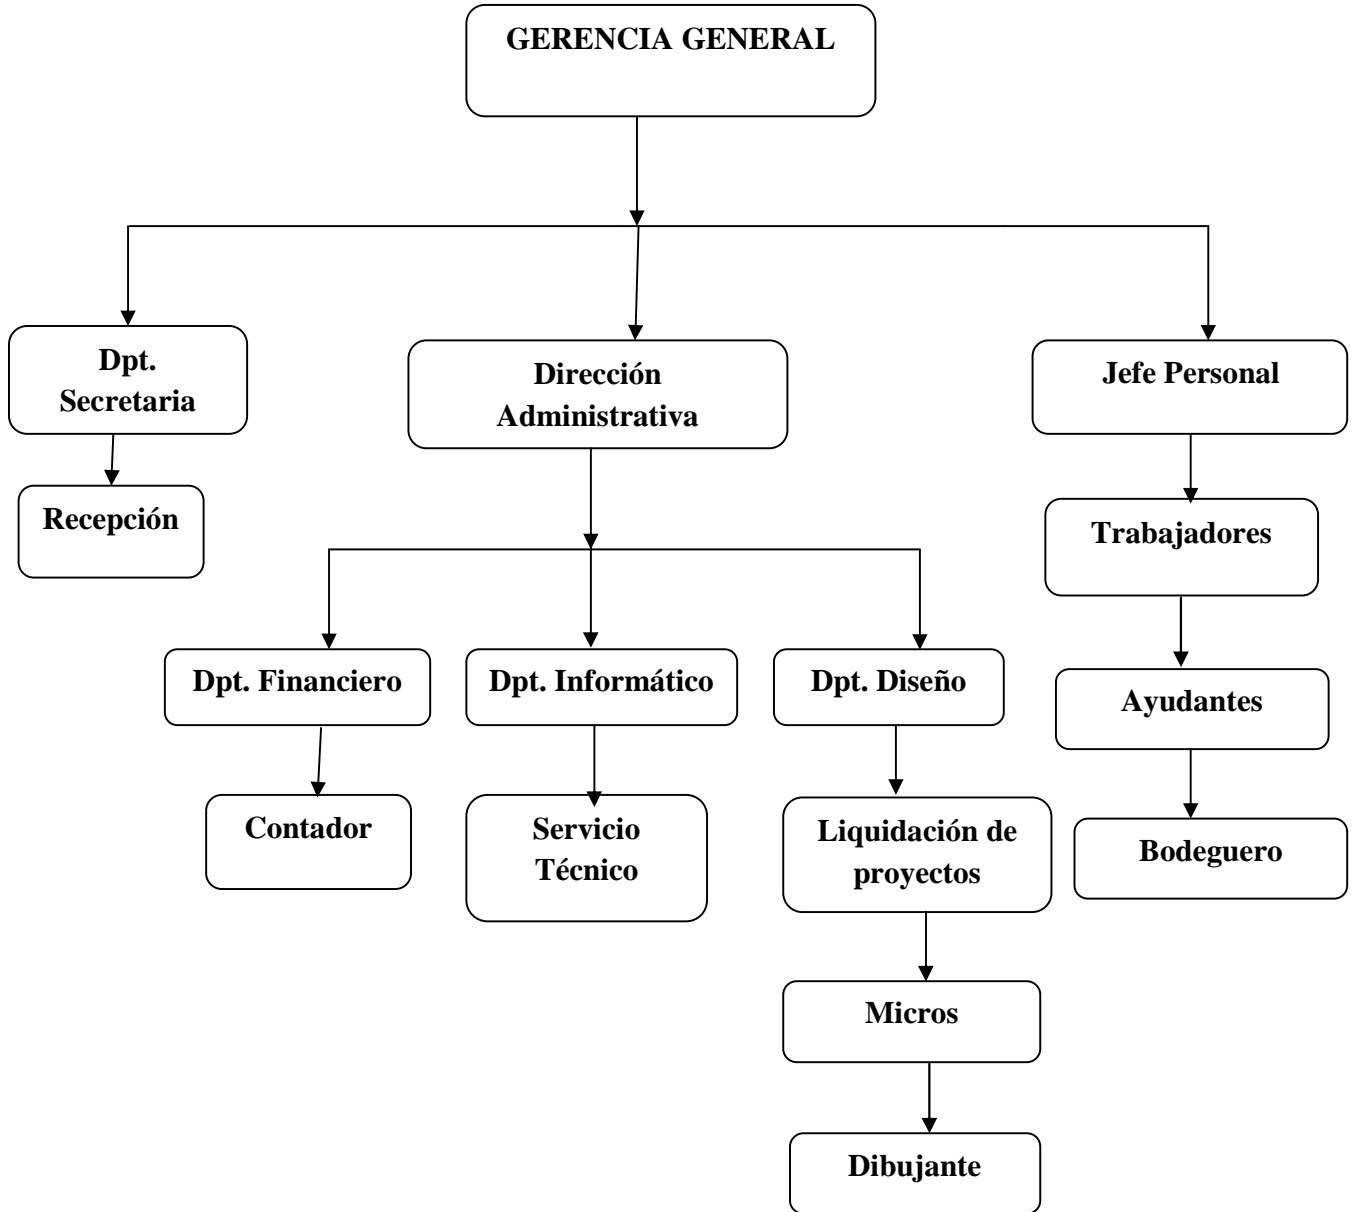 GERENCIA GENERAL
Dpt.
Secretaria
Dirección
Administrativa
Jefe Personal
Recepción
Trabajadores
Dpt. Financiero
Dpt. Informático
Dpt. Diseño
Ayudantes
Contador
Servicio
Técnico
Liquidación de
proyectos
Bodeguero
Micros
Dibujante